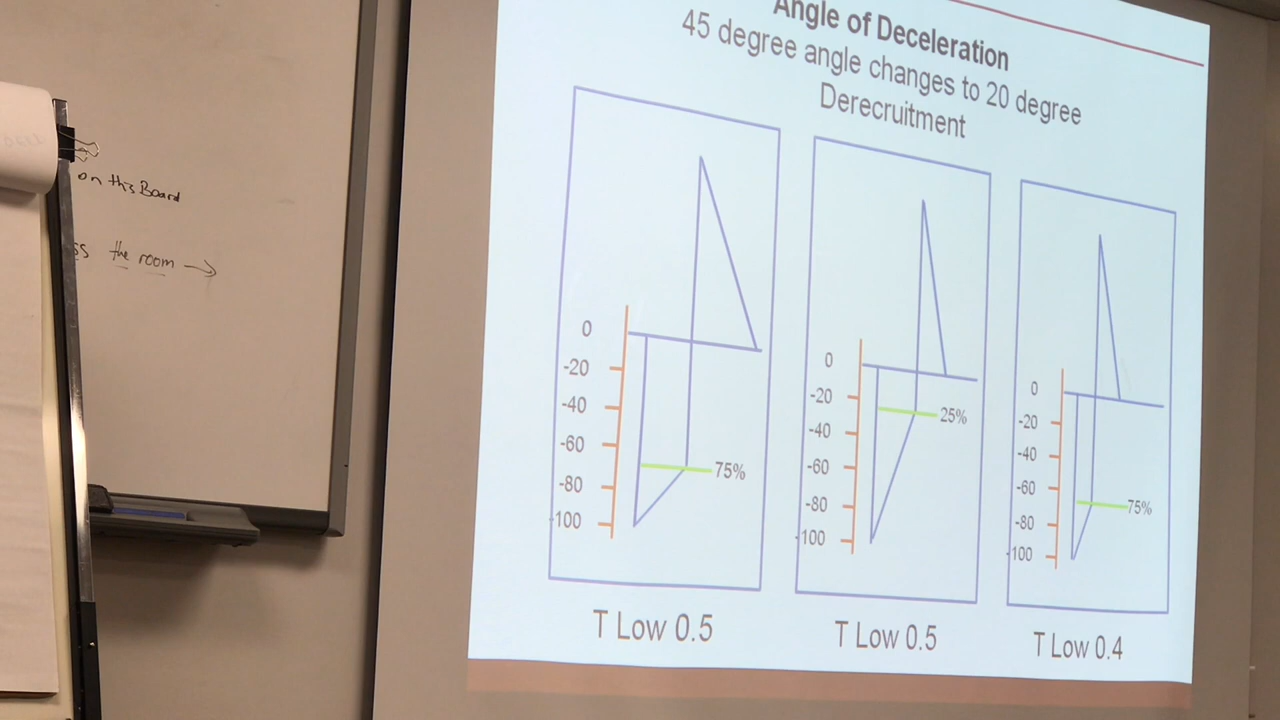 on this Board
the room →
Angle of Deceleration
45 degree angle changes to 20 degree
Derecruitment
0
-20
-40
-60
-80
-100
75%
T Low 0.5
0
-20
-40
-60
-80
-100
25%
T Low 0.5
0
-20
-40
-60
-80
-100
75%
T Low 0.4